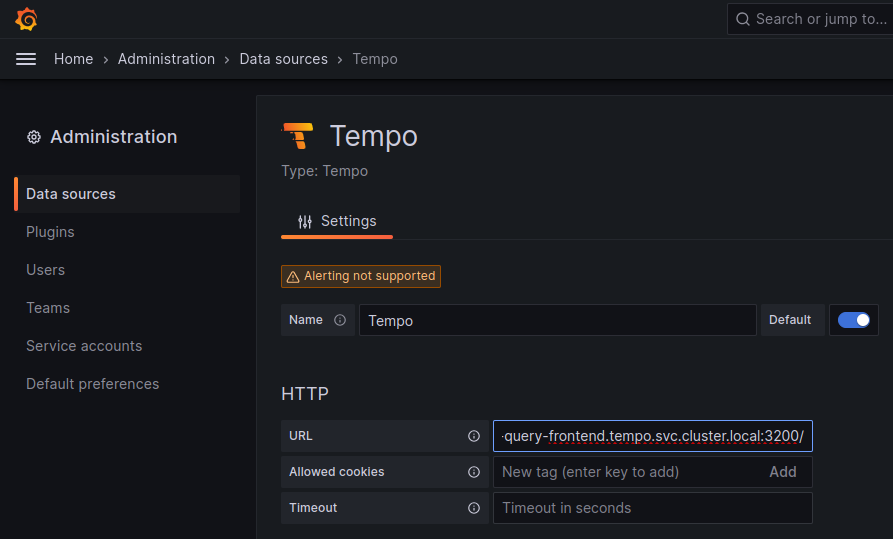 Search or jump to...
Home › Administration › Data sources › Tempo
Administration
Data sources
Plugins
Users
Teams
Service accounts
Default preferences
Tempo
Type: Tempo
Settings
Alerting not supported
Name Tempo Default
HTTP
URL -query-frontend.tempo.svc.cluster.local:3200/
Allowed cookies New tag (enter key to add) Add
Timeout Timeout in seconds